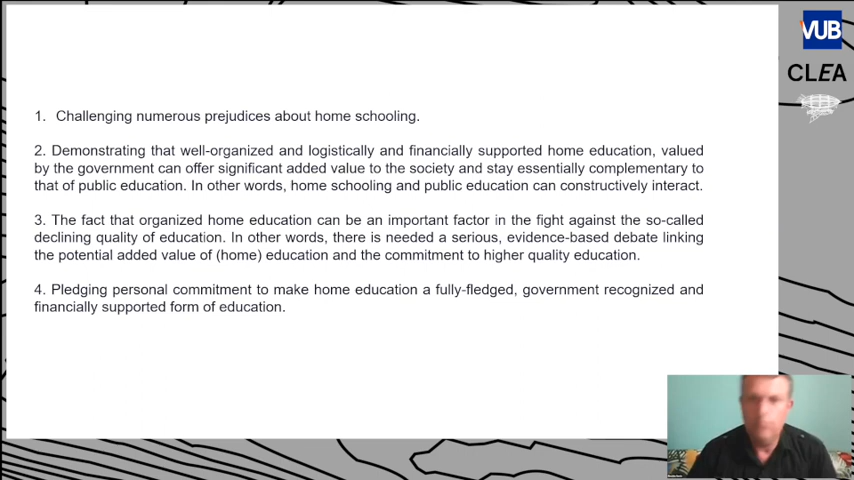 VUB
CLEA
1. Challenging numerous prejudices about home schooling.
2. Demonstrating that well-organized and logistically and financially supported home education, valued
by the government can offer significant added value to the society and stay essentially complementary to
that of public education. In other words, home schooling and public education can constructively interact.
3. The fact that organized home education can be an important factor in the fight against the so-called
declining quality of education. In other words, there is needed a serious, evidence-based debate linking
the potential added value of (home) education and the commitment to higher quality education.
4. Pledging personal commitment to make home education a fully-fledged, government recognized and
financially supported form of education.